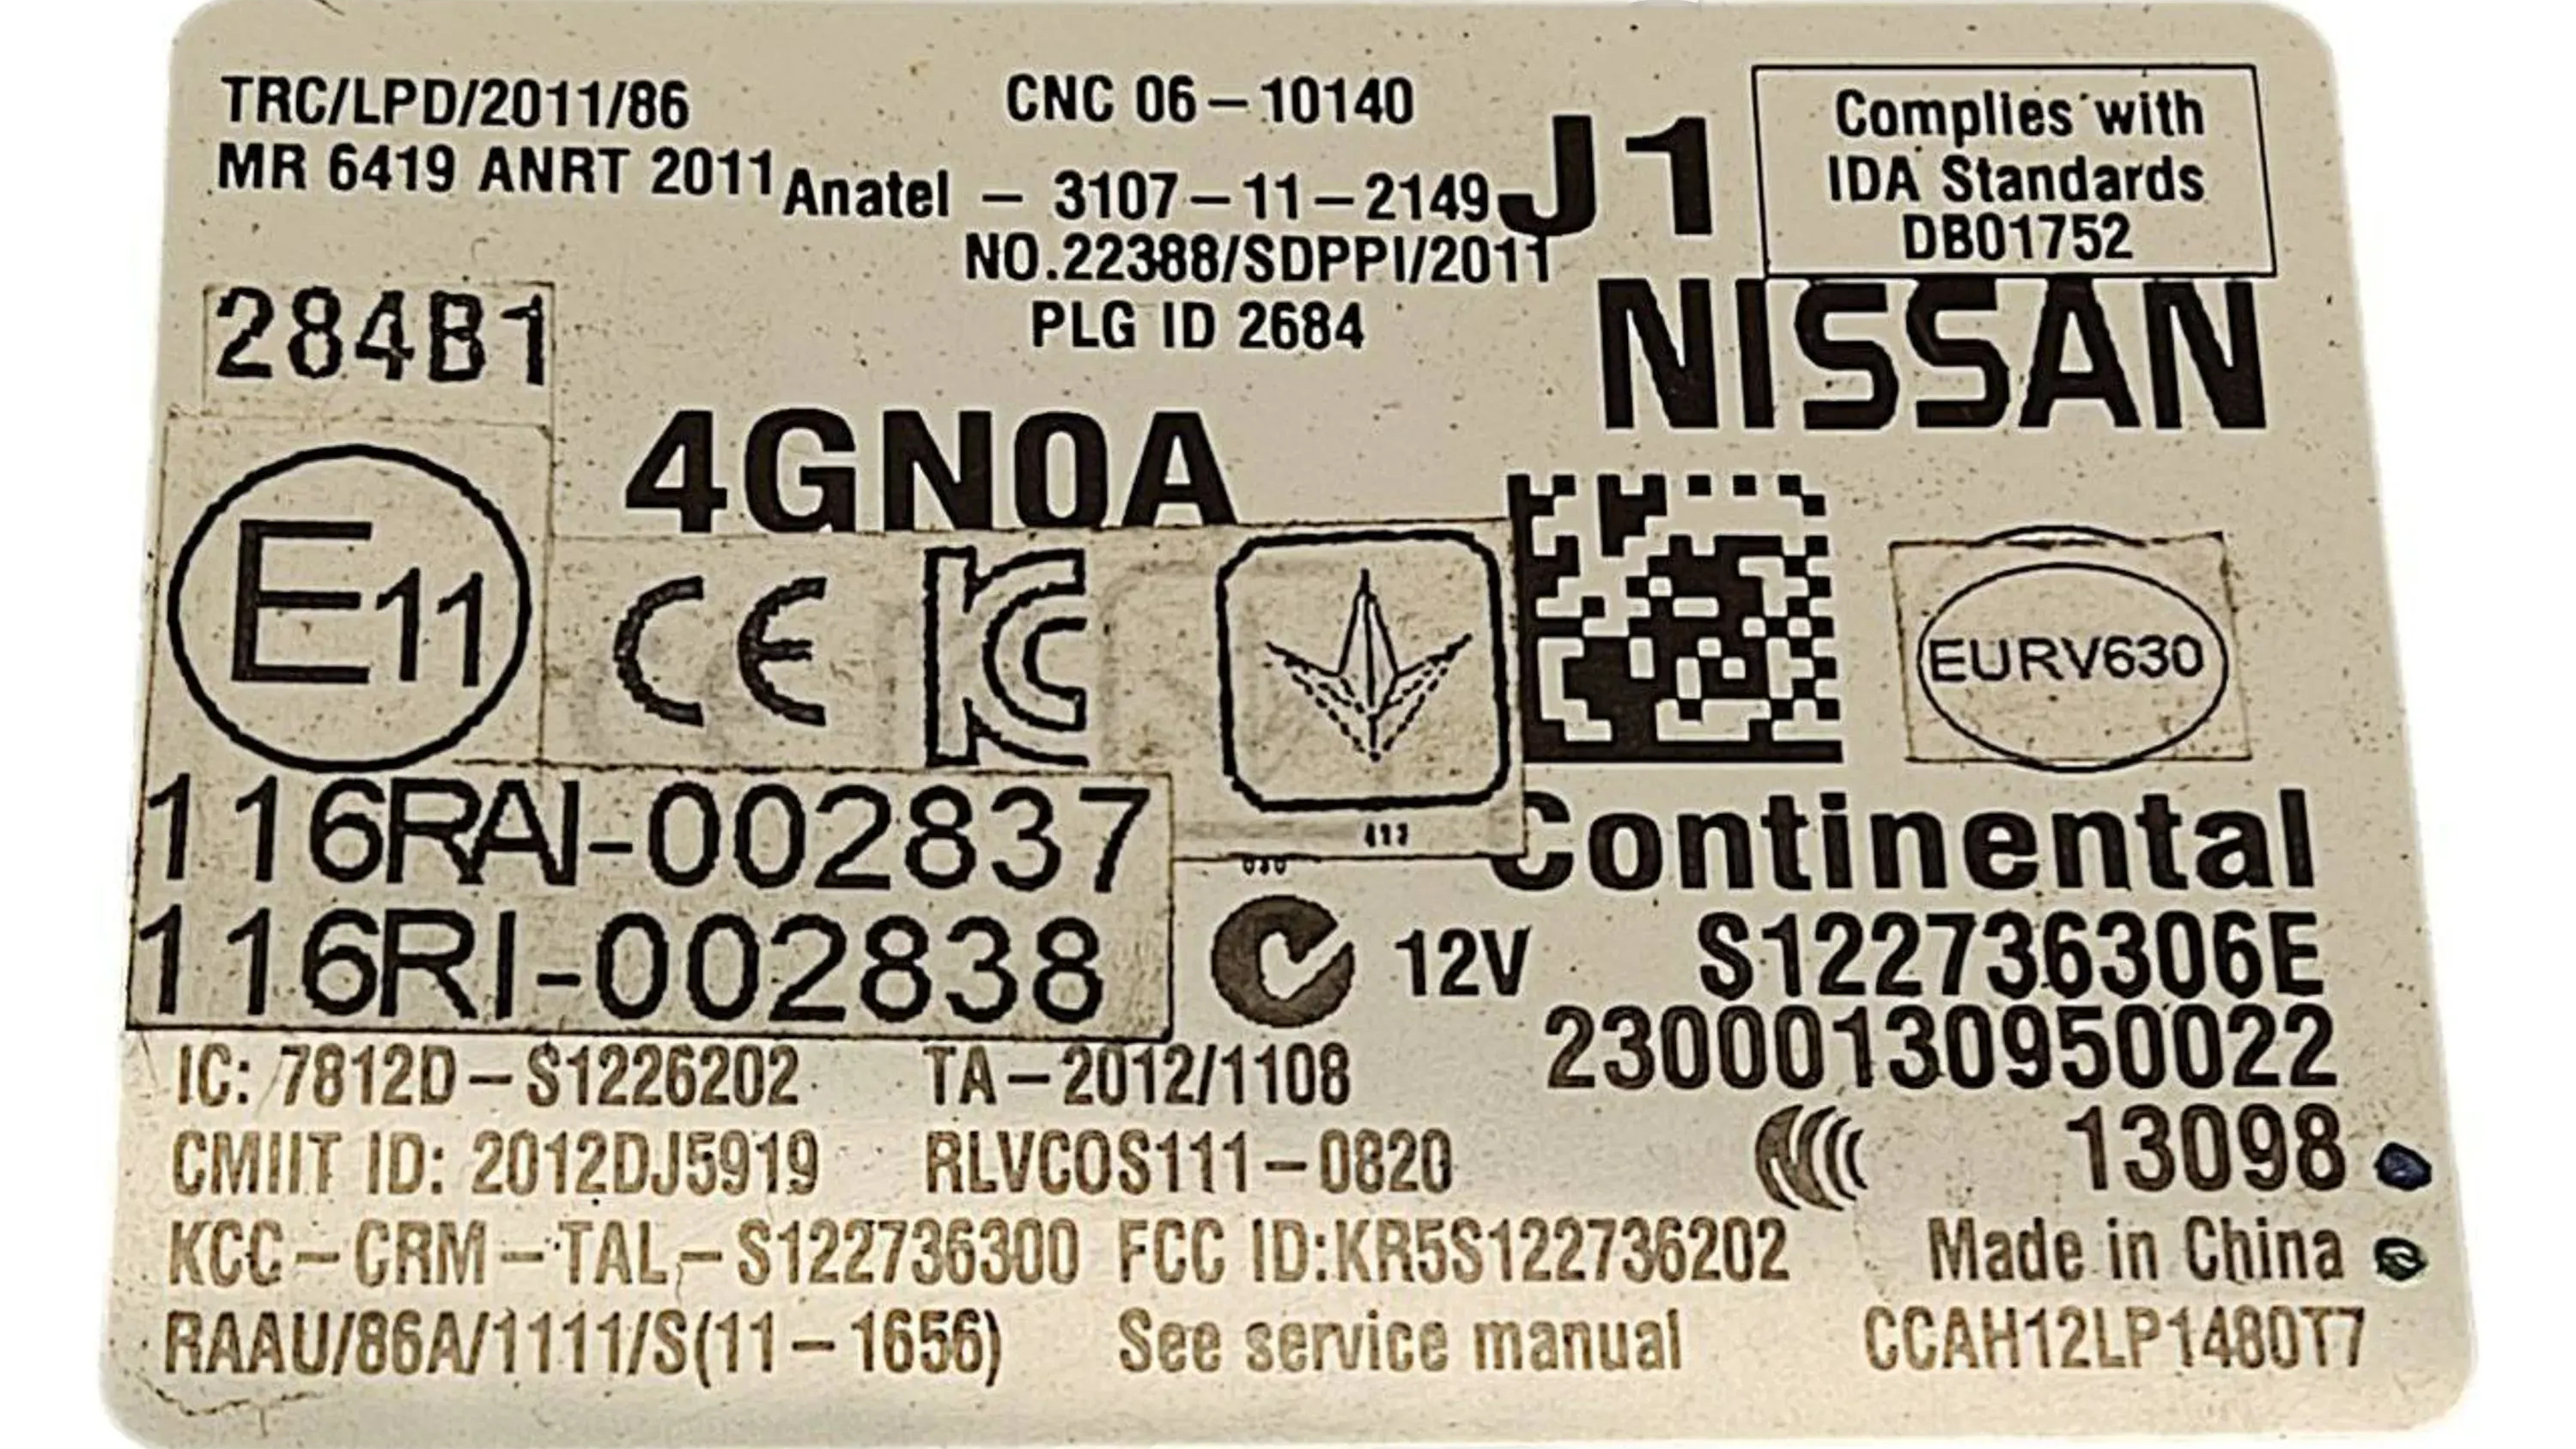 TRC/LPD/2011/86
MR 6419 ANRT 2011
CNC 06-10140
Anatel - 3107-11-2149
NO.22388/SDPPI/2011
PLG ID 2684
J1
Complies with
IDA Standards
DB01752
NISSAN
284B1
4GN0A
E11
CE
KC
EURV630
116RAI-002837
116RI-002838
Continental
12V
S122736306E
23000130950022
13098
IC: 7812D-S1226202
TA-2012/1108
CMIIT ID: 2012DJ5919
RLVCOS111-0820
KCC-CRM-TAL-S122736300
FCC ID:KR5S122736202
Made in China
RAAU/86A/1111/S(11-1656)
See service manual
CCAH12LP1480T7